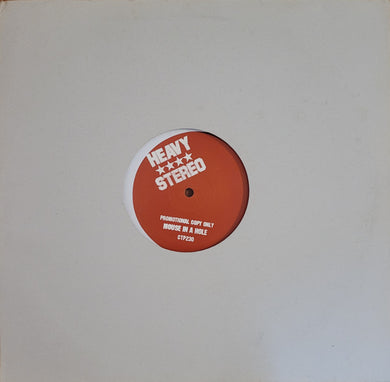 HEAVY
★★★★
STEREO
PROMOTIONAL COPY ONLY
MOUSE IN A HOLE
CTP230